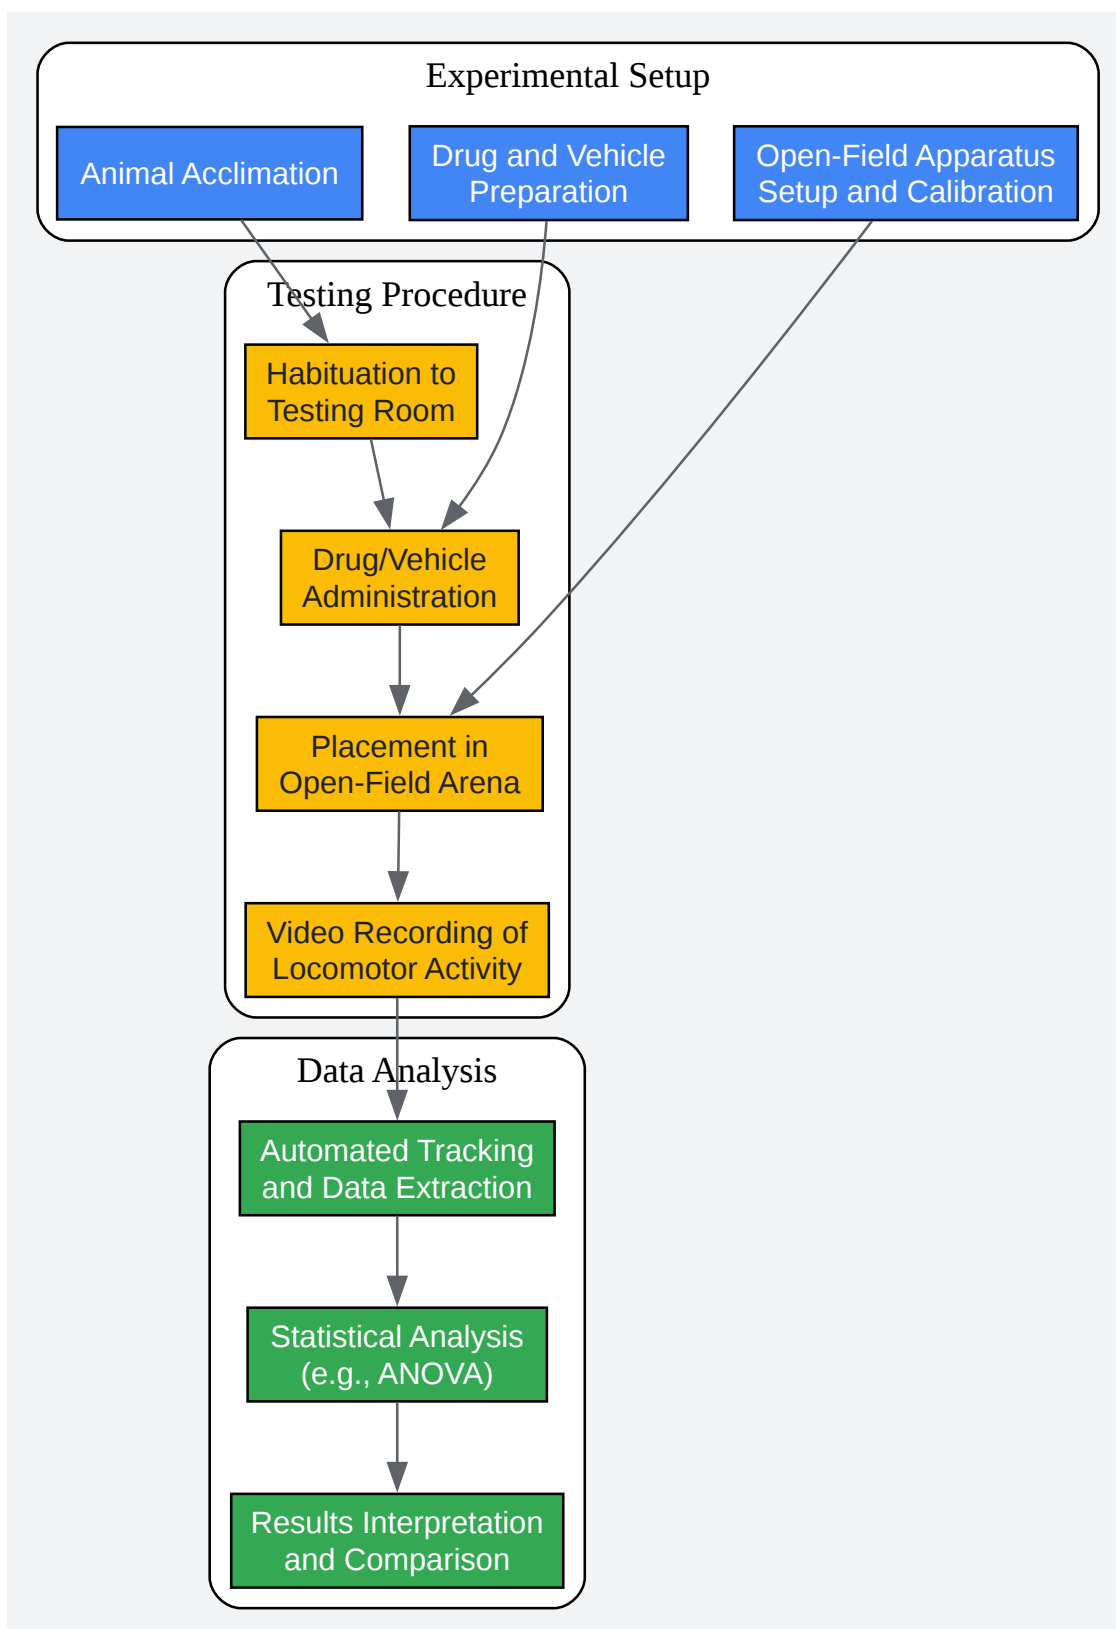 Experimental Setup
Animal Acclimation
Drug and Vehicle
Preparation
Open-Field Apparatus
Setup and Calibration
Testing Procedure
Habituation to
Testing Room
Drug/Vehicle
Administration
Placement in
Open-Field Arena
Video Recording of
Locomotor Activity
Data Analysis
Automated Tracking
and Data Extraction
Statistical Analysis
(e.g., ANOVA)
Results Interpretation
and Comparison